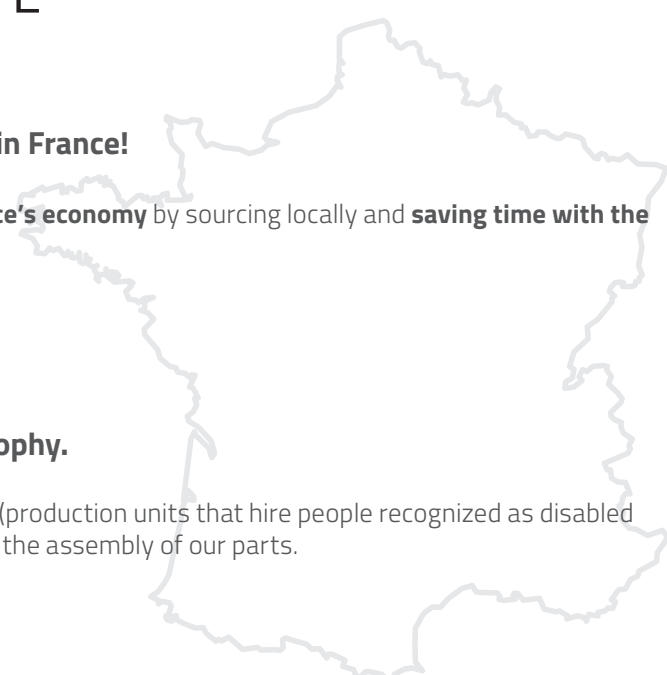 in France!
ce's economy by sourcing locally and saving time with the
ophy.
(production units that hire people recognized as disabled
the assembly of our parts.